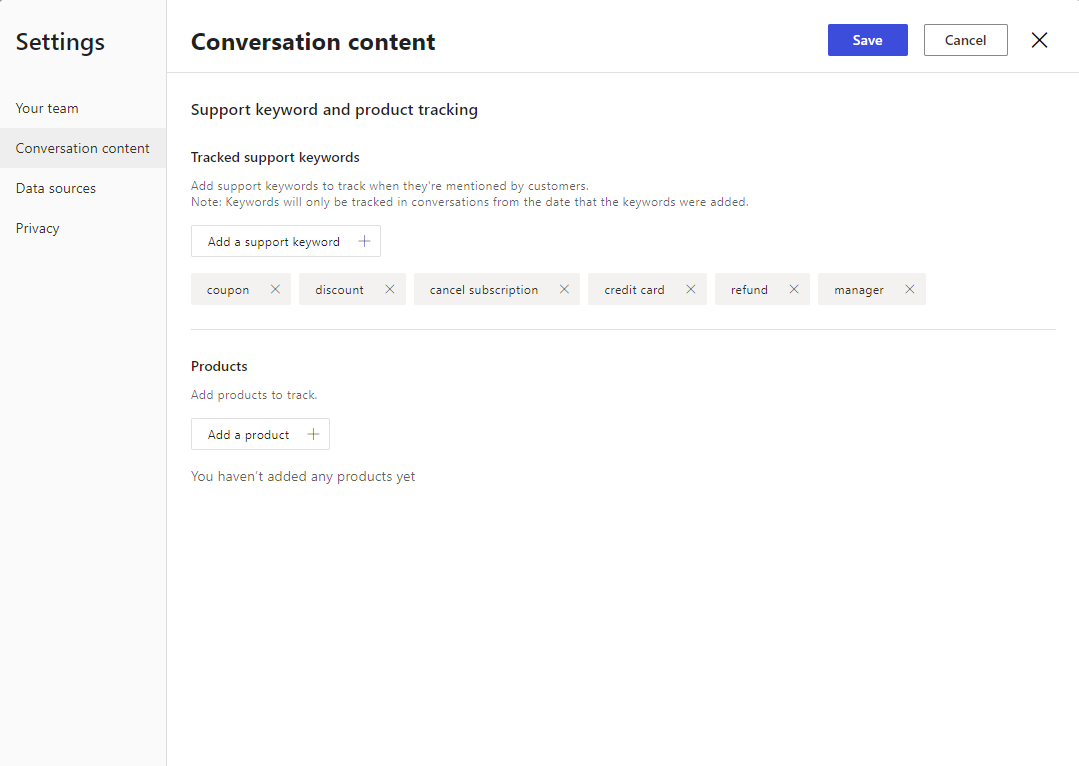 Settings
Your team
Conversation content
Data sources
Privacy
Conversation content
Save
Cancel
Support keyword and product tracking
Tracked support keywords
Add support keywords to track when they're mentioned by customers.
Note: Keywords will only be tracked in conversations from the date that the keywords were added.
Add a support keyword
coupon discount cancel subscription credit card refund manager
Products
Add products to track.
Add a product
You haven't added any products yet